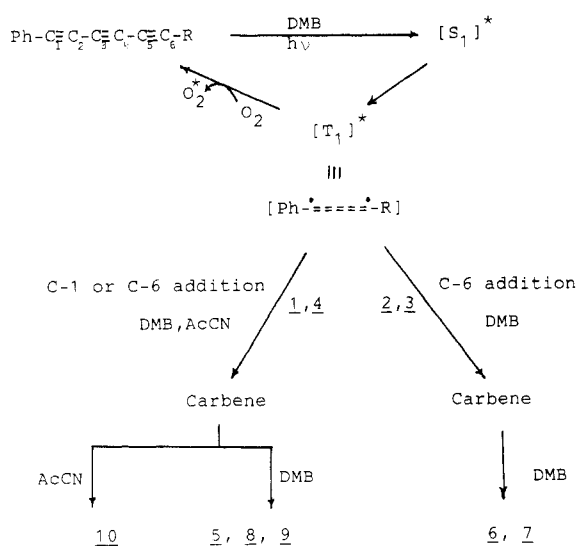 Ph-C≡C-C≡C-C≡C-R
1 2 3 4 5 6
DMB
hν
[S₁]*
O₂*
O₂
[T₁]*
≡
[Ph-•=====•-R]
C-1 or C-6 addition
DMB,AcCN
1,4
2,3
C-6 addition
DMB
Carbene
Carbene
AcCN
DMB
DMB
10
5, 8, 9
6, 7